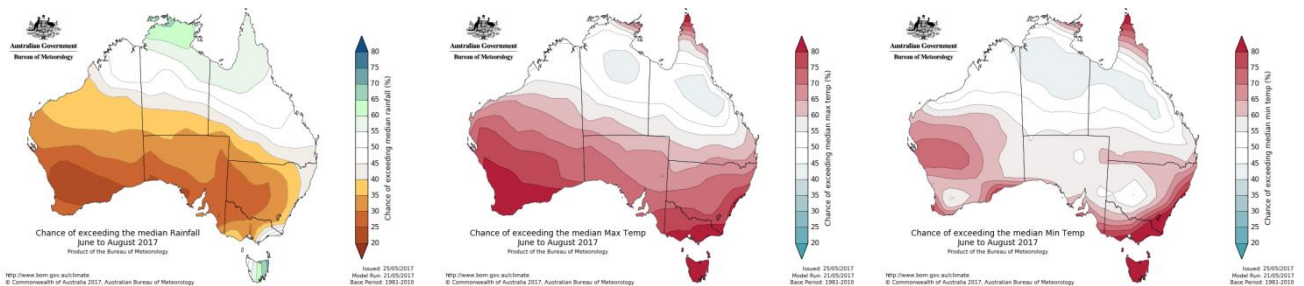 Australian Government
Bureau of Meteorology
80
75
70
65
60
55
45
40
35
30
25
20
Chance of exceeding median rainfall (%)
Chance of exceeding the median Rainfall
June to August 2017
Product of the Bureau of Meteorology
http://www.bom.gov.au/climate
© Commonwealth of Australia 2017, Australian Bureau of Meteorology
Issued: 25/05/2017
Model Run: 21/05/2017
Base Period: 1981-2010
Australian Government
Bureau of Meteorology
80
75
70
65
60
55
45
40
35
30
25
20
Chance of exceeding median max temp (%)
Chance of exceeding the median Max Temp
June to August 2017
Product of the Bureau of Meteorology
http://www.bom.gov.au/climate
© Commonwealth of Australia 2017, Australian Bureau of Meteorology
Issued: 25/05/2017
Model Run: 21/05/2017
Base Period: 1981-2010
Australian Government
Bureau of Meteorology
80
75
70
65
60
55
45
40
35
30
25
20
Chance of exceeding median min temp (%)
Chance of exceeding the median Min Temp
June to August 2017
Product of the Bureau of Meteorology
http://www.bom.gov.au/climate
© Commonwealth of Australia 2017, Australian Bureau of Meteorology
Issued: 25/05/2017
Model Run: 21/05/2017
Base Period: 1981-2010